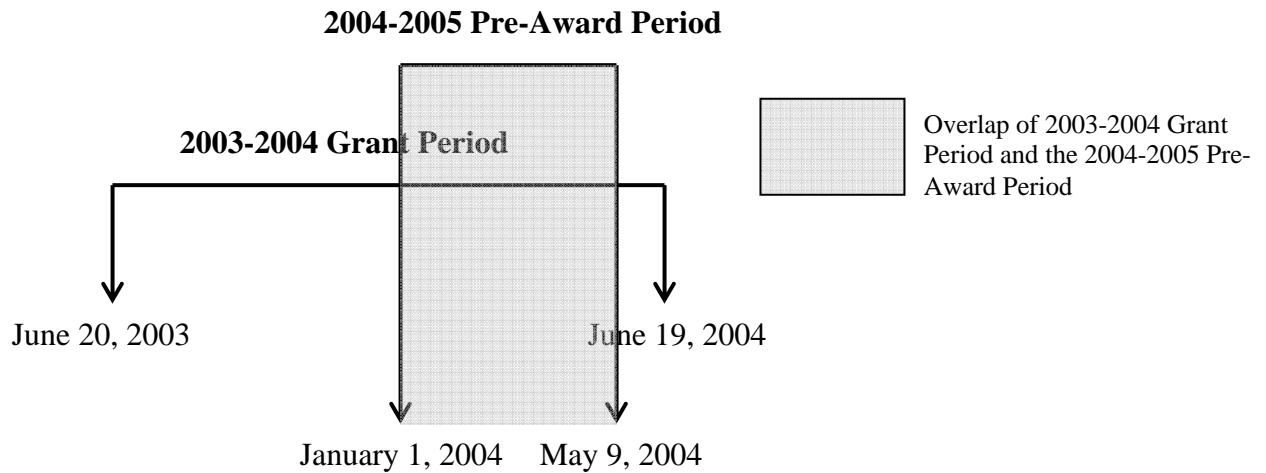 2004-2005 Pre-Award Period
2003-2004 Grant Period
Overlap of 2003-2004 Grant
Period and the 2004-2005 Pre-
Award Period
June 20, 2003
June 19, 2004
January 1, 2004
May 9, 2004